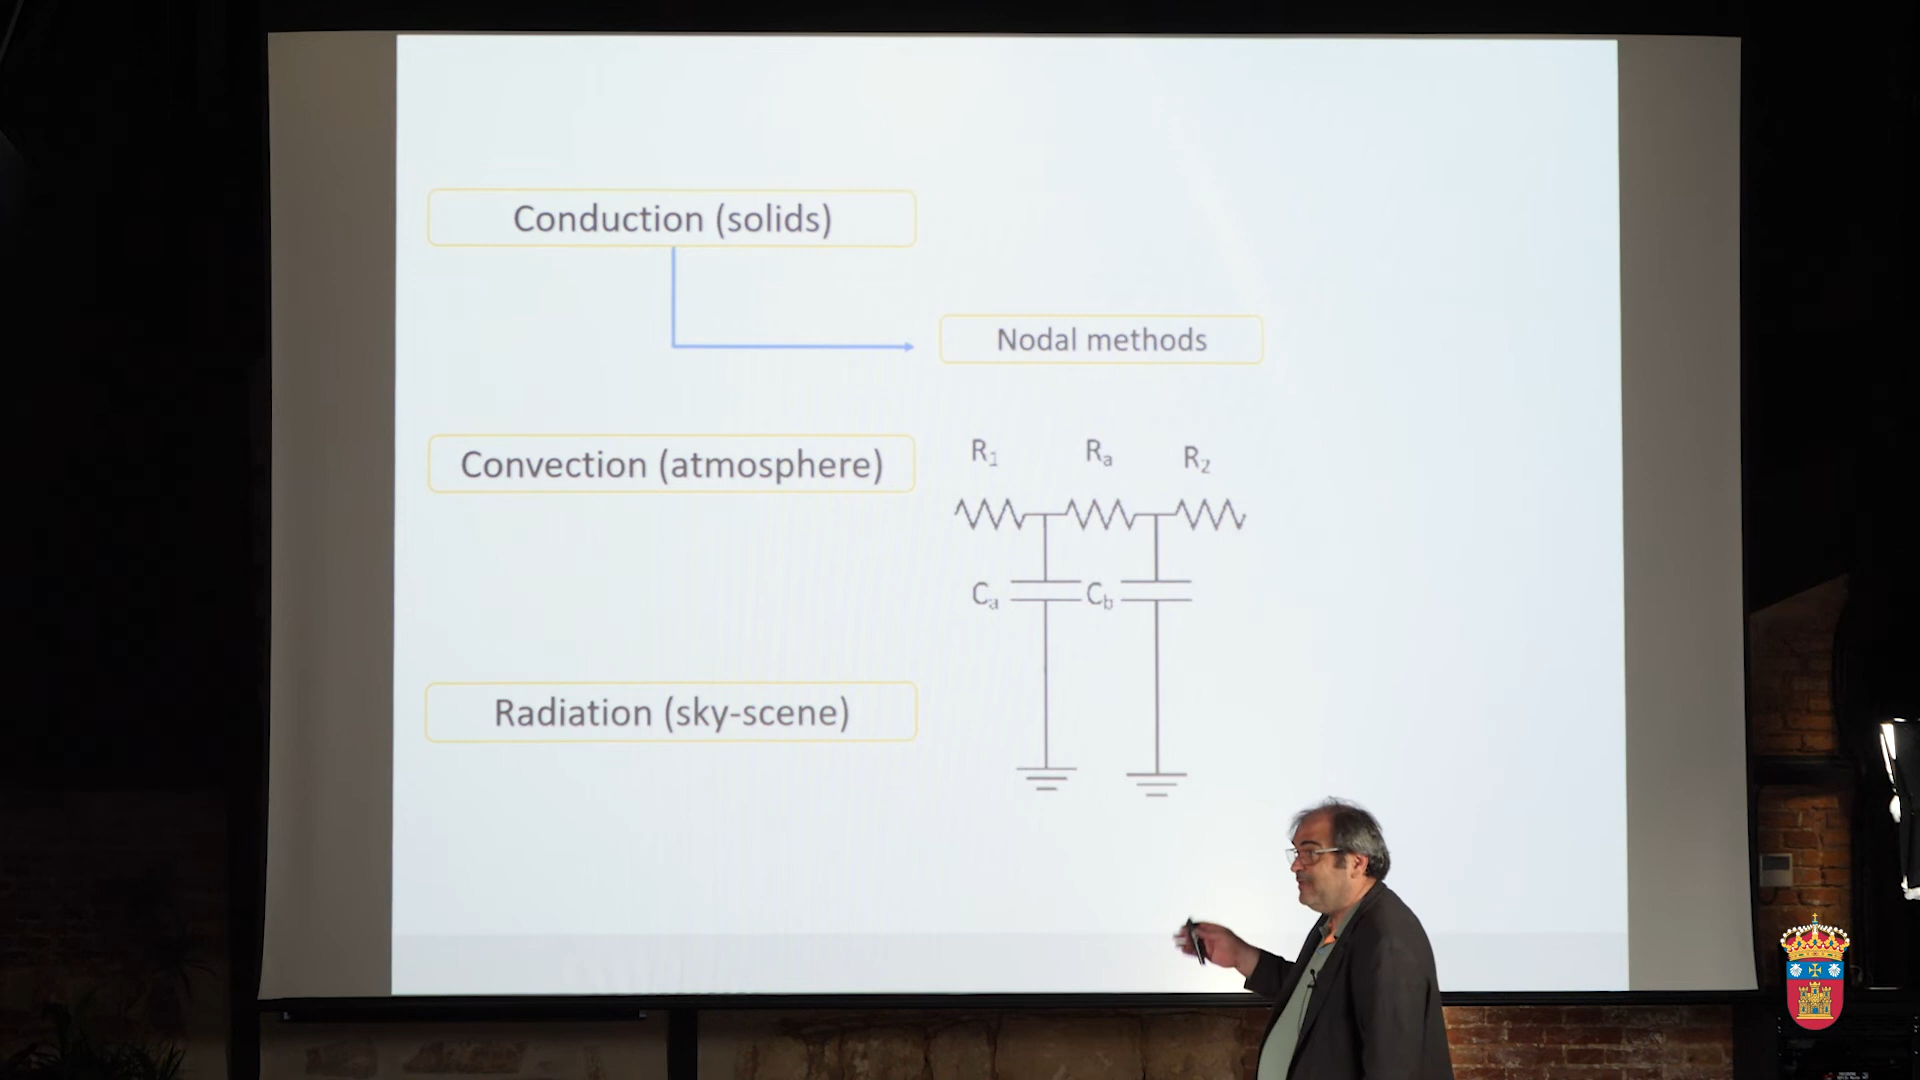 Conduction (solids)
Nodal methods
Convection (atmosphere)
R₁ Rₐ R₂
Cₐ C_b
Radiation (sky-scene)